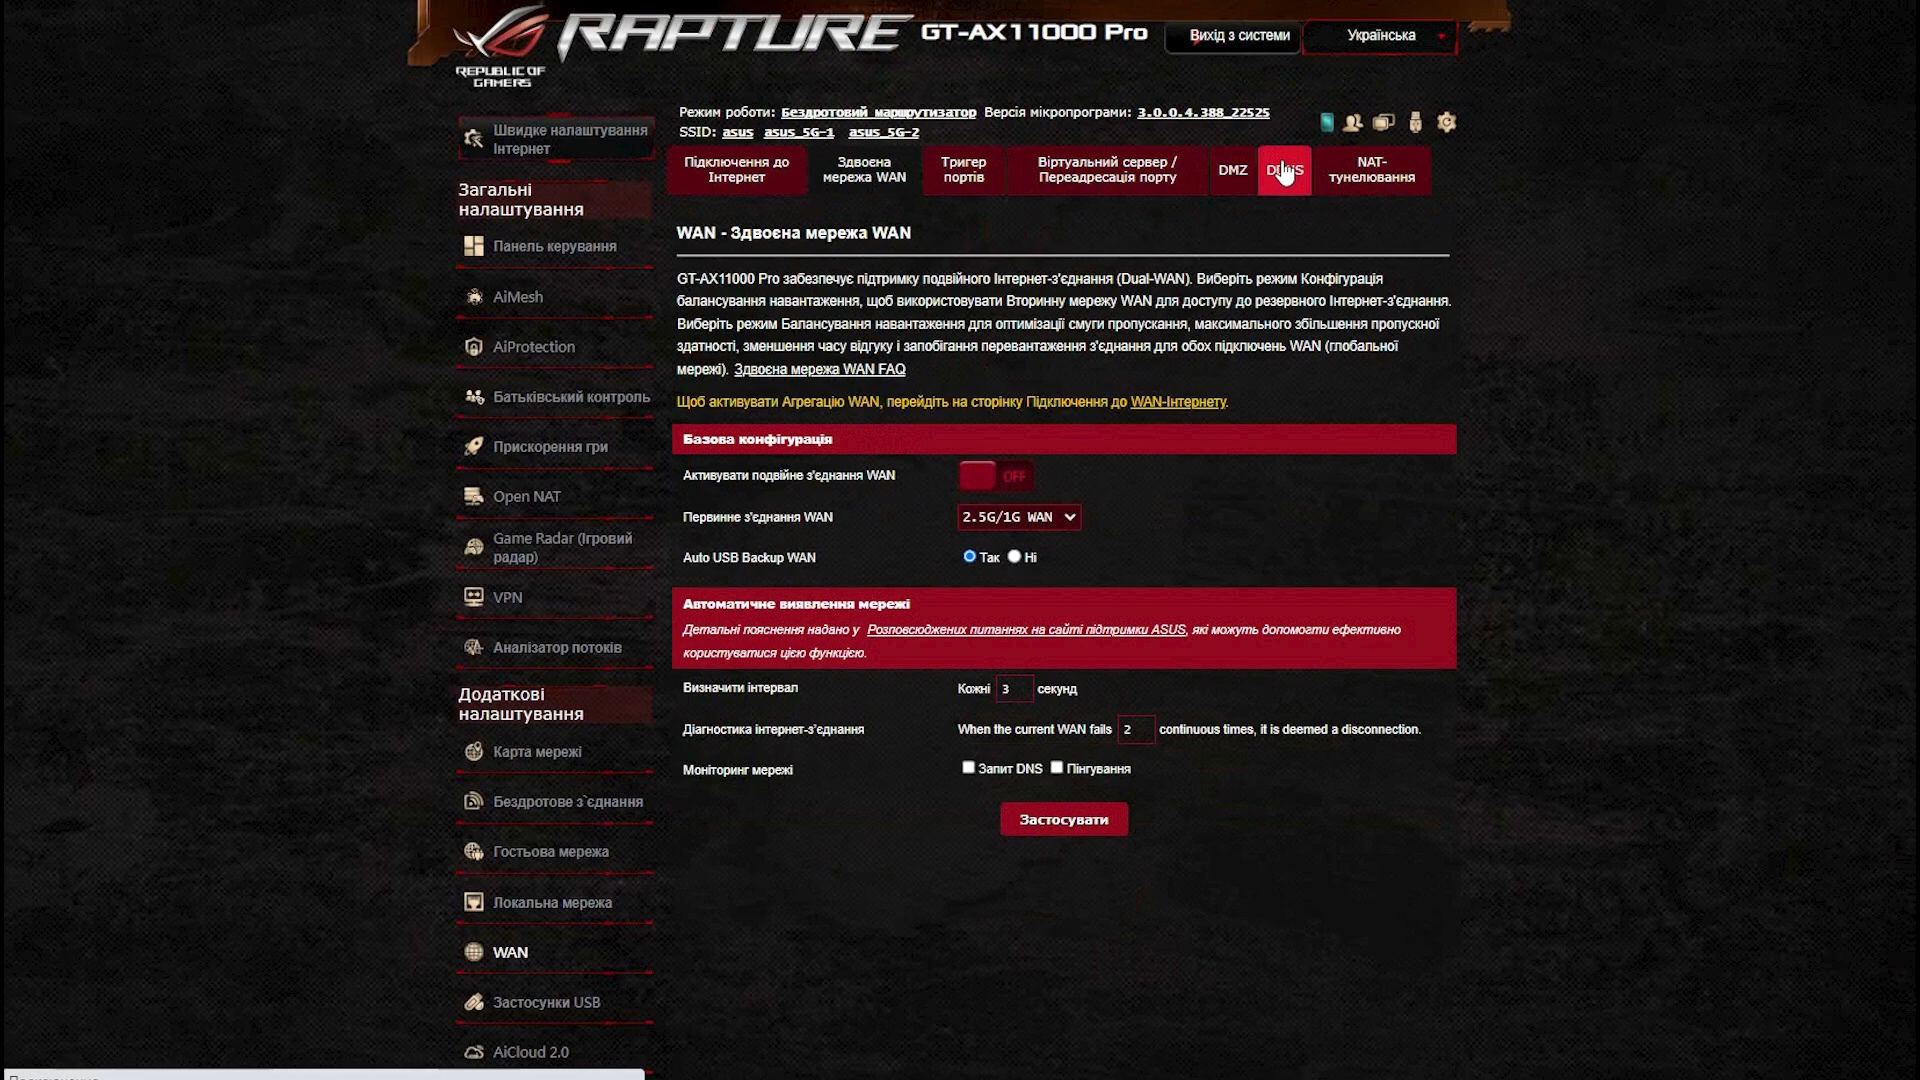 REPUBLIC OF
GAMERS
RAPTURE
GT-AX11000 Pro
Вихід з системи
Українська
Режим роботи: Бездротовий маршрутизатор Версія мікропрограми: 3.0.0.4.388_22525
SSID: asus asus_5G-1 asus_5G-2
Швидке налаштування
Інтернет
Підключення до
Інтернет
Здвоєна
мережа WAN
Тригер
портів
Віртуальний сервер /
Переадресація порту
DMZ
NAT-
тунелювання
Загальні
налаштування
Панель керування
AiMesh
AiProtection
Батьківський контроль
Прискорення гри
Open NAT
Game Radar (Ігровий
радар)
VPN
Аналізатор потоків
Додаткові
налаштування
Карта мережі
Бездротове з`єднання
Гостьова мережа
Локальна мережа
WAN
Застосунки USB
AiCloud 2.0
WAN - Здвоєна мережа WAN
GT-AX11000 Pro забезпечує підтримку подвійного Інтернет-з'єднання (Dual-WAN). Виберіть режим Конфігурація
балансування навантаження, щоб використовувати Вторинну мережу WAN для доступу до резервного Інтернет-з'єднання.
Виберіть режим Балансування навантаження для оптимізації смуги пропускання, максимального збільшення пропускної
здатності, зменшення часу відгуку і запобігання перевантаження з'єднання для обох підключень WAN (глобальної
мережі). Здвоєна мережа WAN FAQ
Щоб активувати Агрегацію WAN, перейдіть на сторінку Підключення до WAN-Інтернету.
Базова конфігурація
Активувати подвійне з'єднання WAN OFF
Первинне з'єднання WAN 2.5G/1G WAN
Auto USB Backup WAN Так Ні
Автоматичне виявлення мережі
Детальні пояснення надано у Розповсюджених питаннях на сайті підтримки ASUS, які можуть допомогти ефективно
користуватися цією функцією.
Визначити інтервал Кожні 3 секунд
Діагностика інтернет-з'єднання When the current WAN fails 2 continuous times, it is deemed a disconnection.
Моніторинг мережі Запит DNS Пінгування
Застосувати